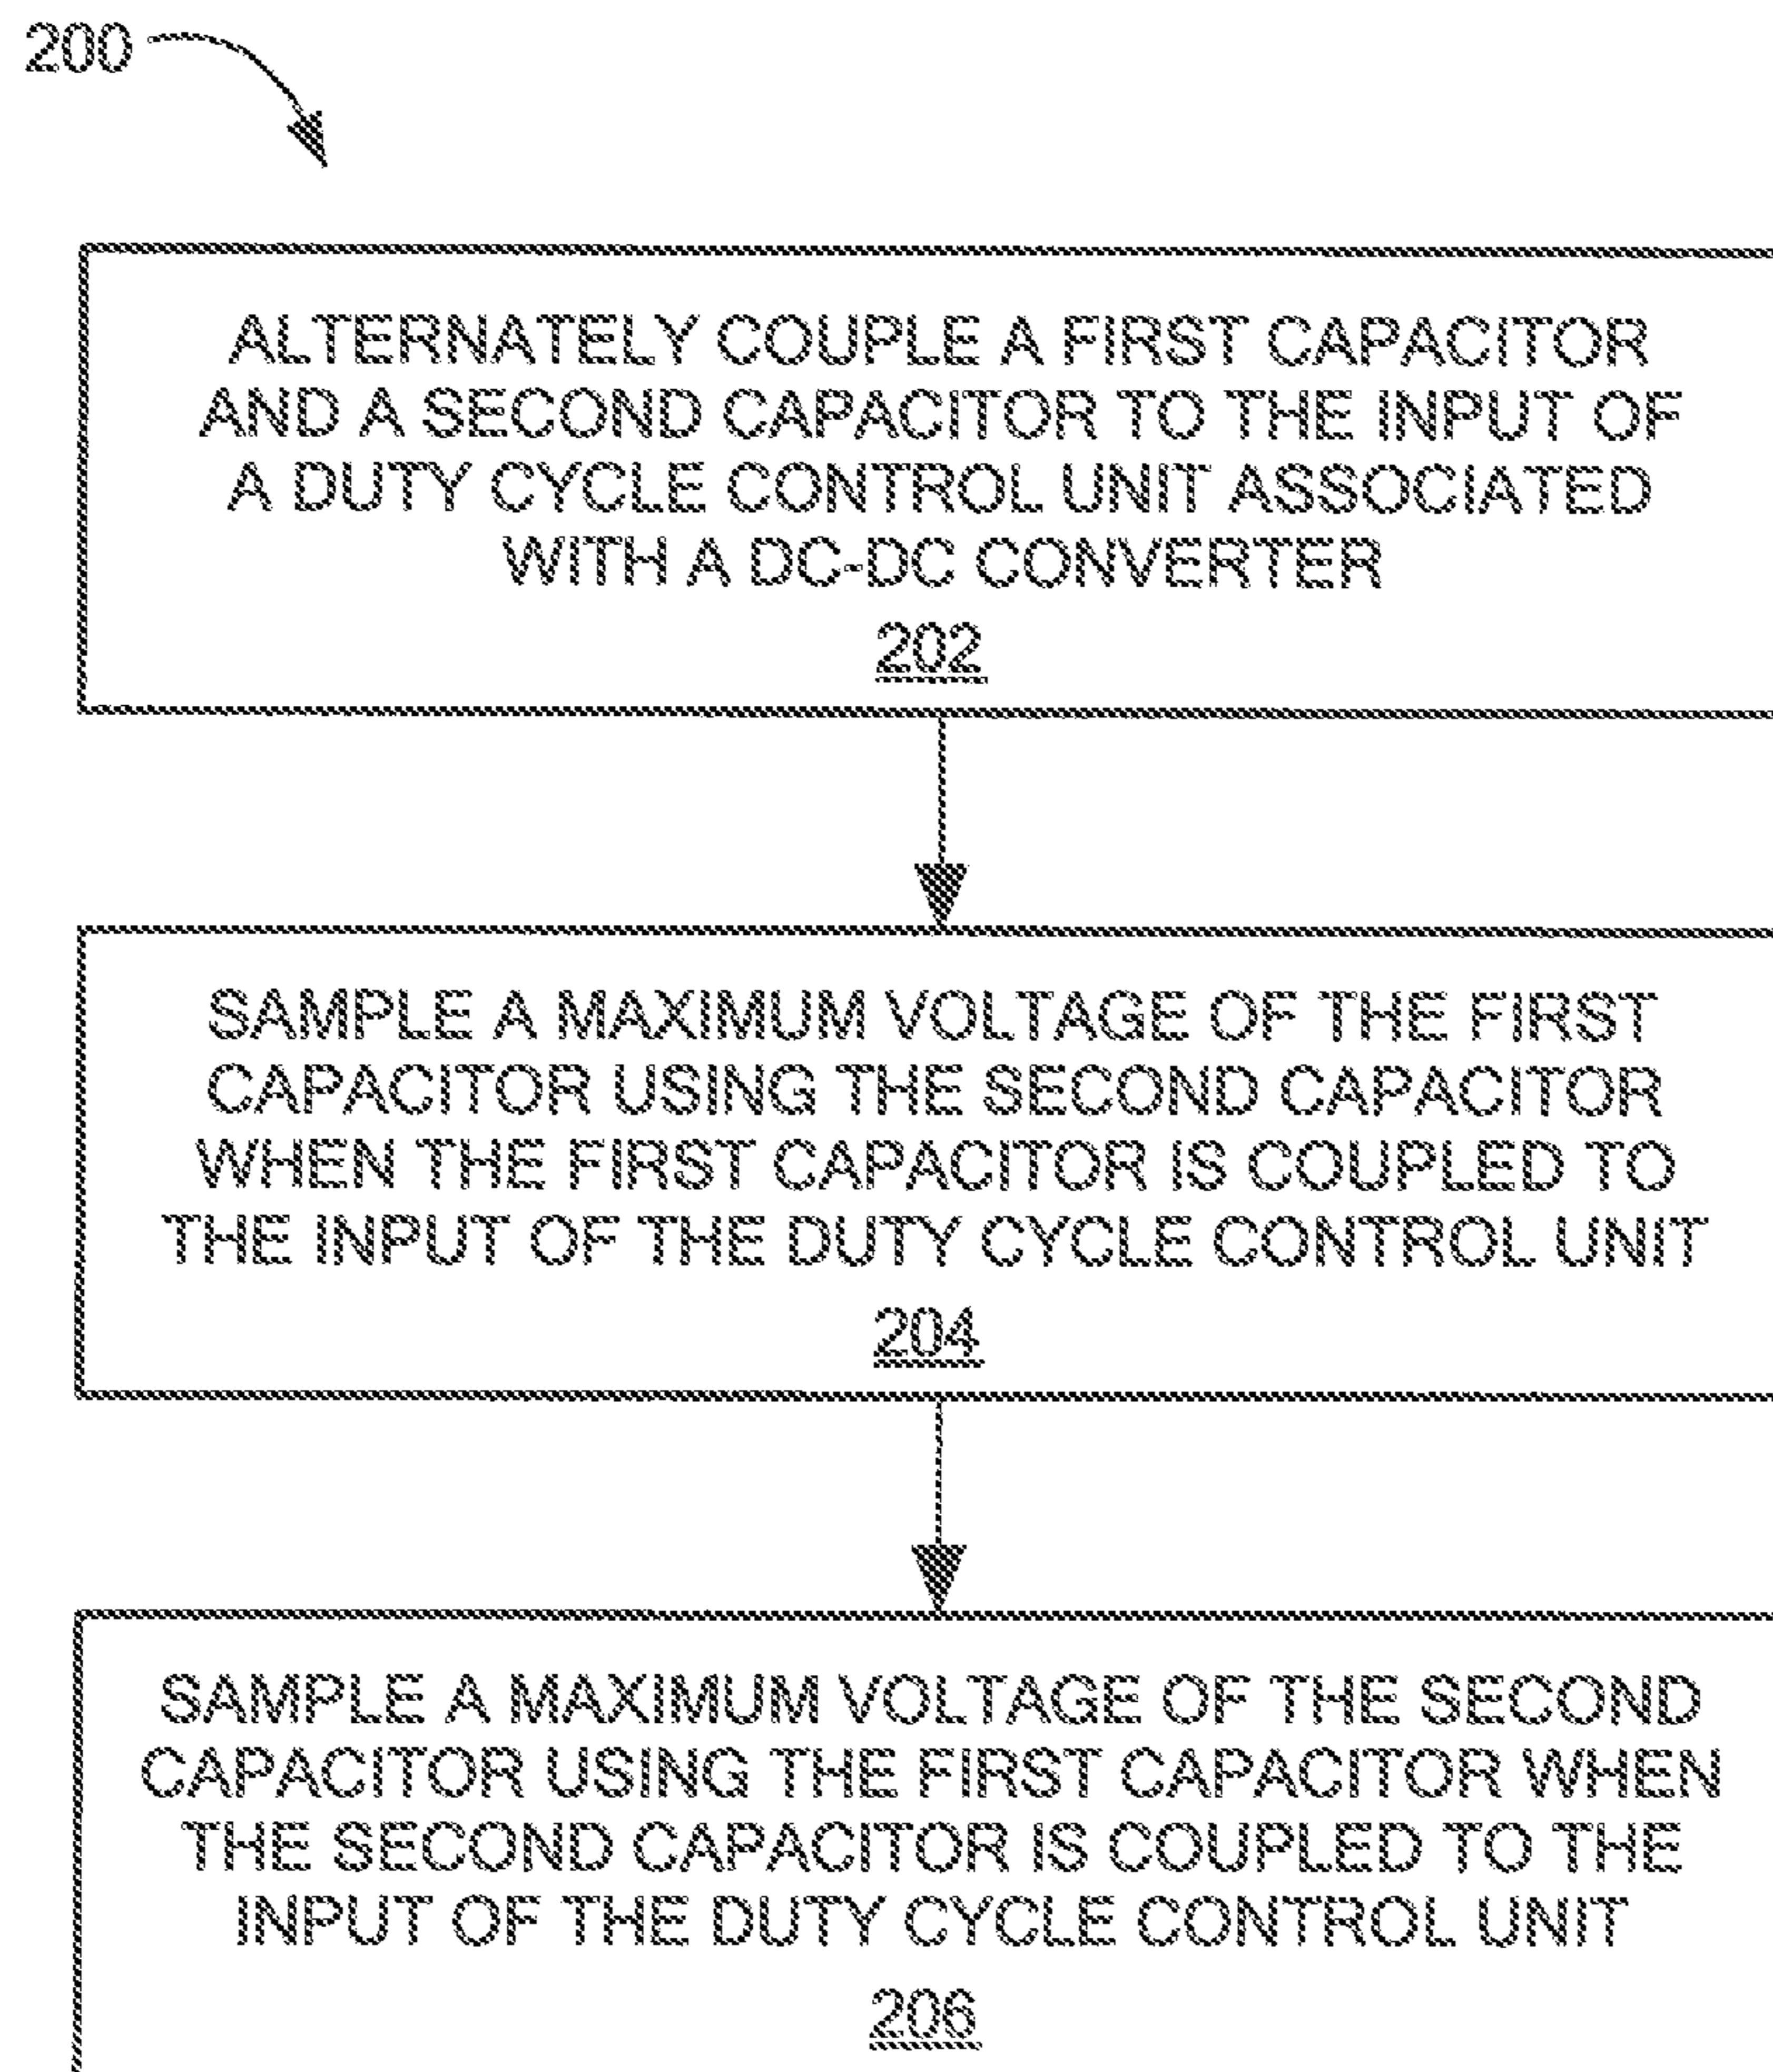 200
ALTERNATELY COUPLE A FIRST CAPACITOR
AND A SECOND CAPACITOR TO THE INPUT OF
A DUTY CYCLE CONTROL UNIT ASSOCIATED
WITH A DC-DC CONVERTER
202
SAMPLE A MAXIMUM VOLTAGE OF THE FIRST
CAPACITOR USING THE SECOND CAPACITOR
WHEN THE FIRST CAPACITOR IS COUPLED TO
THE INPUT OF THE DUTY CYCLE CONTROL UNIT
204
SAMPLE A MAXIMUM VOLTAGE OF THE SECOND
CAPACITOR USING THE FIRST CAPACITOR WHEN
THE SECOND CAPACITOR IS COUPLED TO THE
INPUT OF THE DUTY CYCLE CONTROL UNIT
206